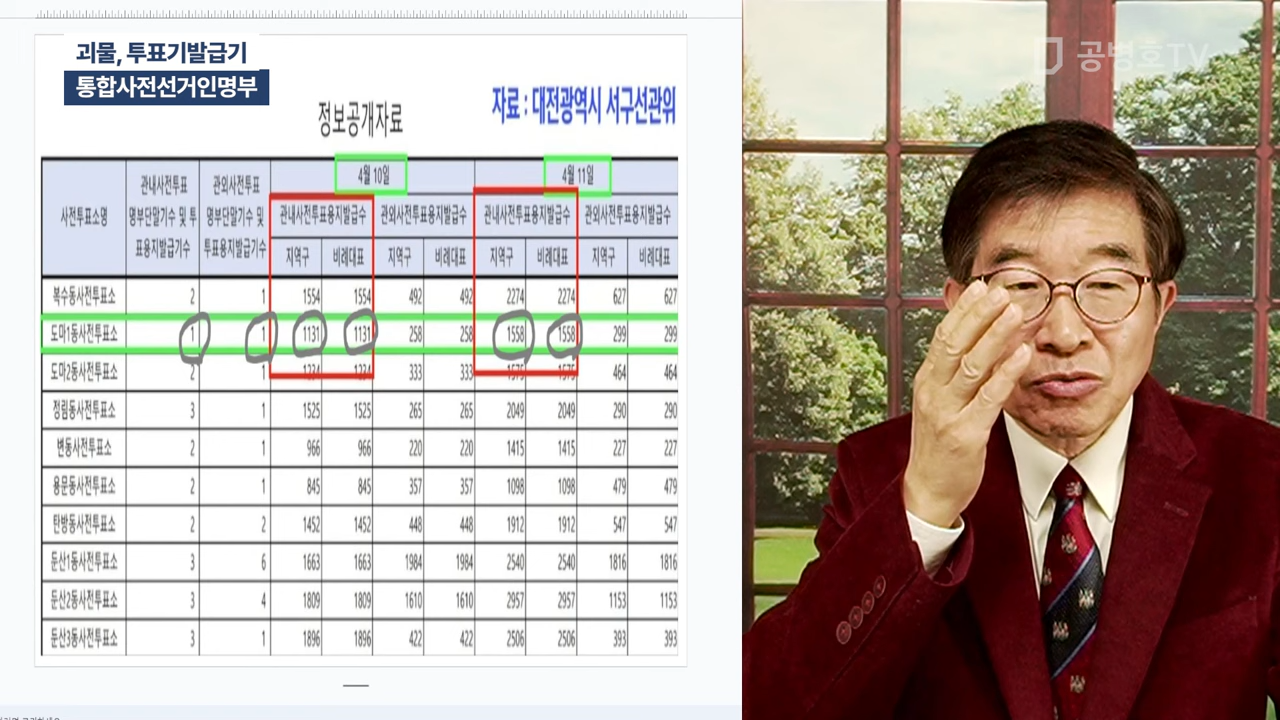 괴물, 투표기발급기
통합사전선거인명부
공병호TV
정보공개자료
자료 : 대전광역시 서구선관위
사전투표소명 관내사전투표 명부단말기수 및 투표용지발급기수 관외사전투표 명부단말기수 및 투표용지발급기수 4월 10일 4월 11일
관내사전투표용지발급수 관외사전투표용지발급수 관내사전투표용지발급수 관외사전투표용지발급수
지역구 비례대표 지역구 비례대표 지역구 비례대표 지역구 비례대표
복수동사전투표소 2 1 1554 1554 492 492 2274 2274 627 627
도마1동사전투표소 1 1 1131 1131 258 258 1558 1558 299 299
도마2동사전투표소 2 1 1234 1234 333 333 1575 1575 464 464
정림동사전투표소 3 1 1525 1525 265 265 2049 2049 290 290
변동사전투표소 2 1 966 966 220 220 1415 1415 227 227
용문동사전투표소 2 1 845 845 357 357 1098 1098 479 479
탄방동사전투표소 2 2 1452 1452 448 448 1912 1912 547 547
둔산1동사전투표소 3 6 1663 1663 1984 1984 2540 2540 1816 1816
둔산2동사전투표소 3 4 1809 1809 1610 1610 2957 2957 1153 1153
둔산3동사전투표소 3 1 1896 1896 422 422 2506 2506 393 393